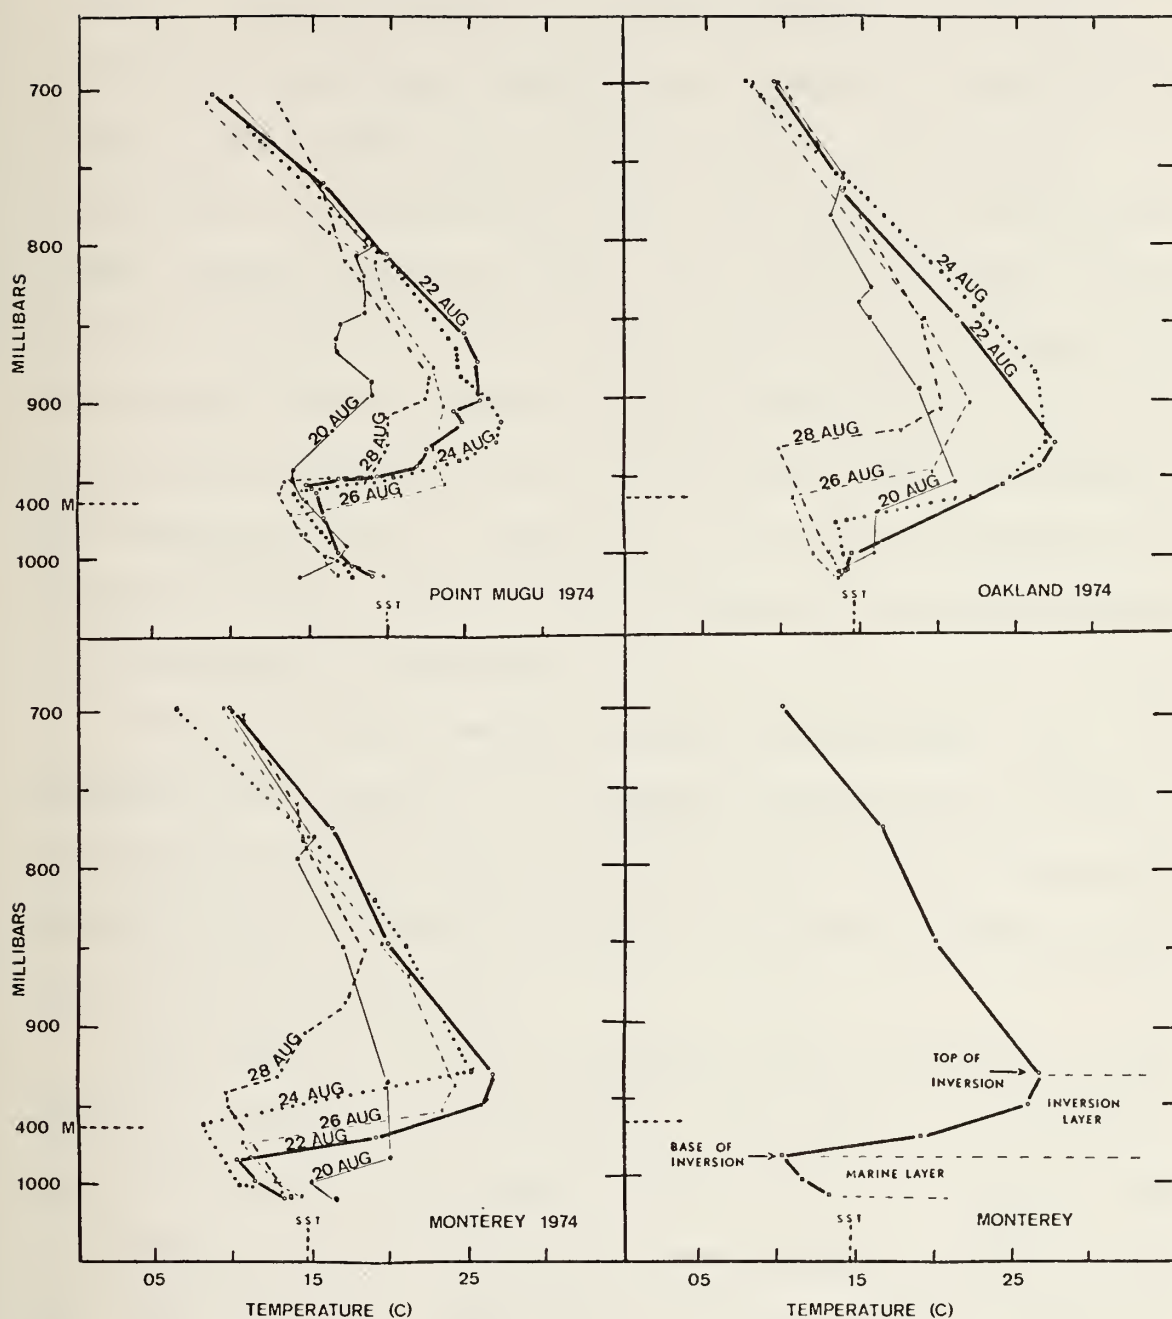 700
800
900
1000
MILLIBARS
400 M
20 AUG
22 AUG
24 AUG
28 AUG
26 AUG
SST
POINT MUGU 1974
24 AUG
22 AUG
28 AUG
26 AUG
20 AUG
SST
OAKLAND 1974
700
800
900
1000
MILLIBARS
400 M
28 AUG
24 AUG
26 AUG
22 AUG
20 AUG
SST
MONTEREY 1974
05 15 25
TEMPERATURE (C)
TOP OF
INVERSION
INVERSION
LAYER
BASE OF
INVERSION
MARINE LAYER
SST
MONTEREY
05 15 25
TEMPERATURE (C)